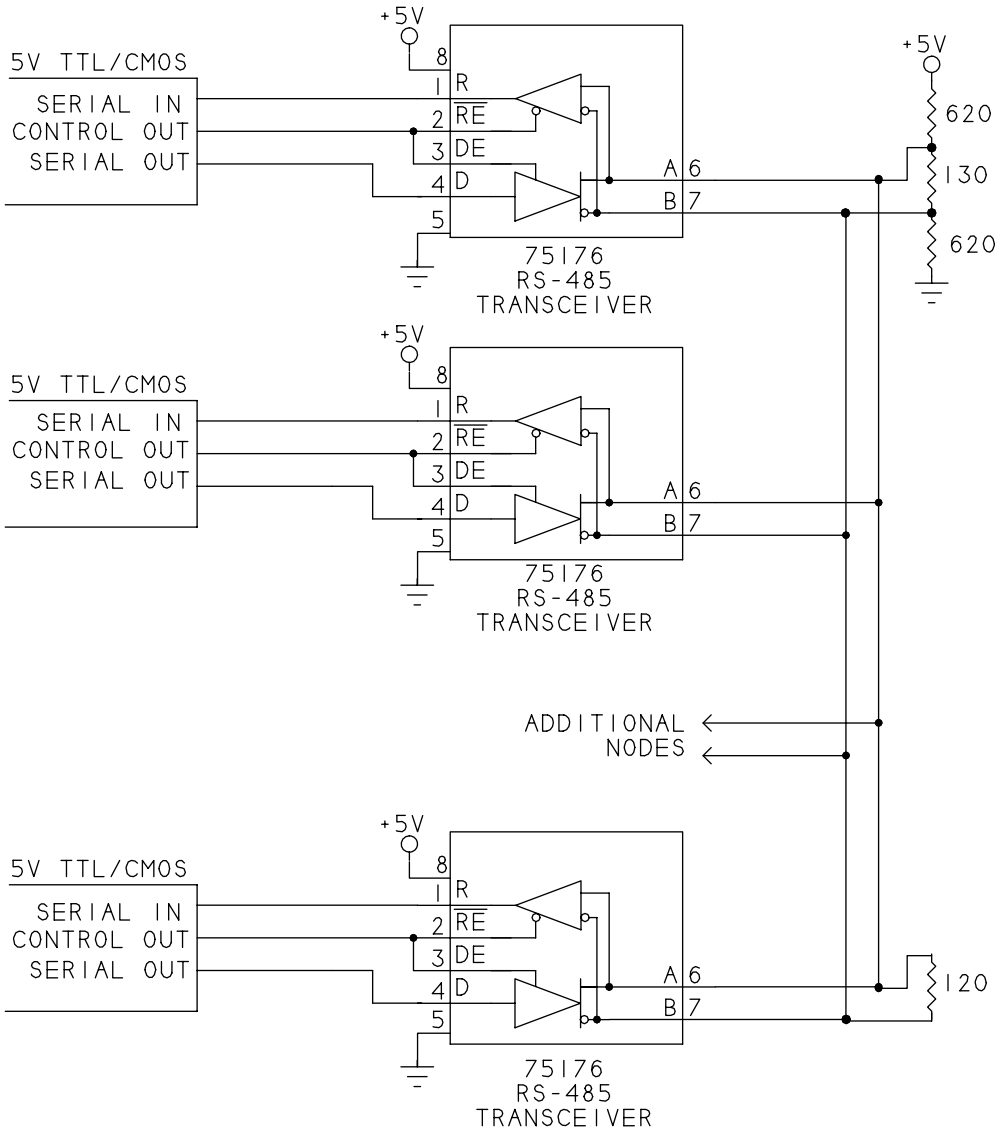 +5V
5V TTL/CMOS
SERIAL IN
CONTROL OUT
SERIAL OUT
8
1 R
2 RE
3 DE
4 D
5
A 6
B 7
75176
RS-485
TRANSCEIVER
+5V
620
130
620
+5V
5V TTL/CMOS
SERIAL IN
CONTROL OUT
SERIAL OUT
8
1 R
2 RE
3 DE
4 D
5
A 6
B 7
75176
RS-485
TRANSCEIVER
ADDITIONAL
NODES
+5V
5V TTL/CMOS
SERIAL IN
CONTROL OUT
SERIAL OUT
8
1 R
2 RE
3 DE
4 D
5
A 6
B 7
120
75176
RS-485
TRANSCEIVER